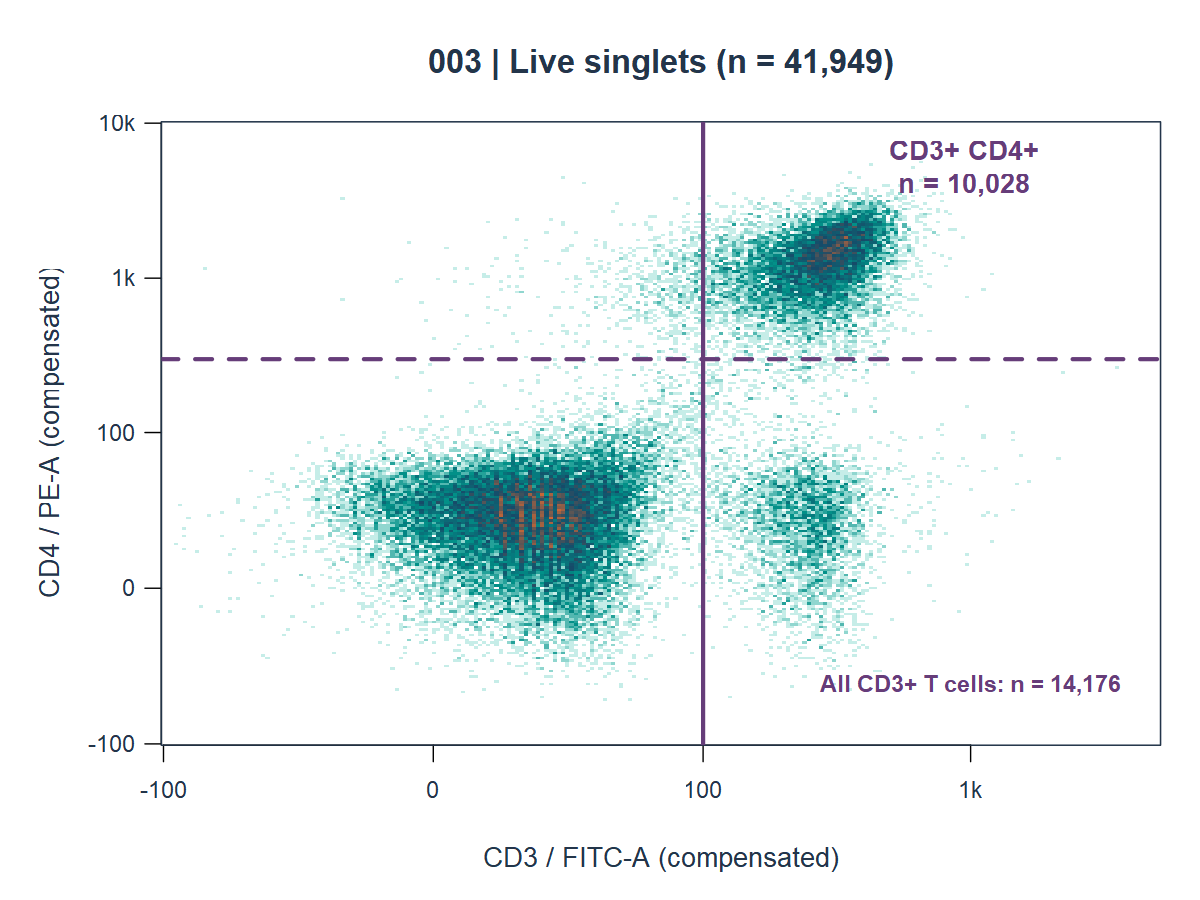 003 | Live singlets (n = 41,949)
10k
1k
100
0
-100
CD4 / PE-A (compensated)
CD3+ CD4+
n = 10,028
All CD3+ T cells: n = 14,176
-100
0
100
1k
CD3 / FITC-A (compensated)